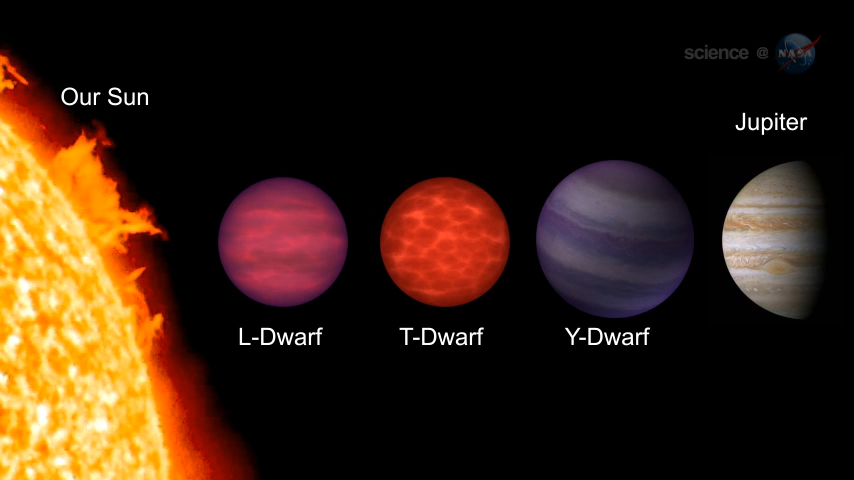 science @ NASA
Our Sun
Jupiter
L-Dwarf
T-Dwarf
Y-Dwarf